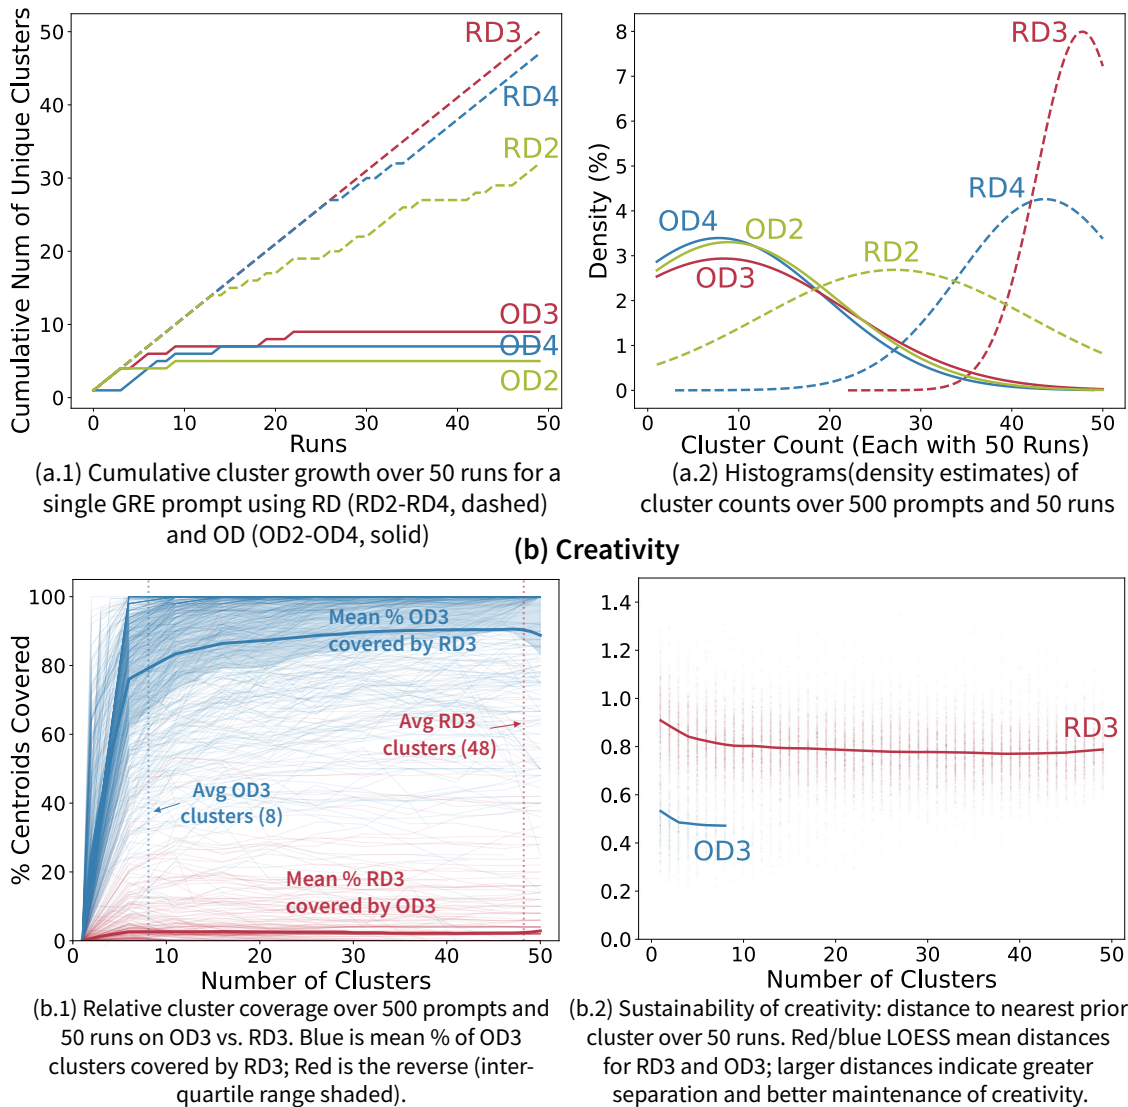 Cumulative Num of Unique Clusters
50
40
30
20
10
0
RD3
RD4
RD2
OD3
OD4
OD2
0 10 20 30 40 50
Runs
(a.1) Cumulative cluster growth over 50 runs for a
single GRE prompt using RD (RD2-RD4, dashed)
and OD (OD2-OD4, solid)
Density (%)
8
7
6
5
4
3
2
1
0
RD3
RD4
OD4
OD2
RD2
OD3
0 10 20 30 40 50
Cluster Count (Each with 50 Runs)
(a.2) Histograms(density estimates) of
cluster counts over 500 prompts and 50 runs
(b) Creativity
% Centroids Covered
100
80
60
40
20
0
Mean % OD3
covered by RD3
Avg RD3
clusters (48)
Avg OD3
clusters (8)
Mean % RD3
covered by OD3
0 10 20 30 40 50
Number of Clusters
(b.1) Relative cluster coverage over 500 prompts and
50 runs on OD3 vs. RD3. Blue is mean % of OD3
clusters covered by RD3; Red is the reverse (inter-
quartile range shaded).
1.4
1.2
1.0
0.8
0.6
0.4
0.2
0.0
RD3
OD3
0 10 20 30 40 50
Number of Clusters
(b.2) Sustainability of creativity: distance to nearest prior
cluster over 50 runs. Red/blue LOESS mean distances
for RD3 and OD3; larger distances indicate greater
separation and better maintenance of creativity.